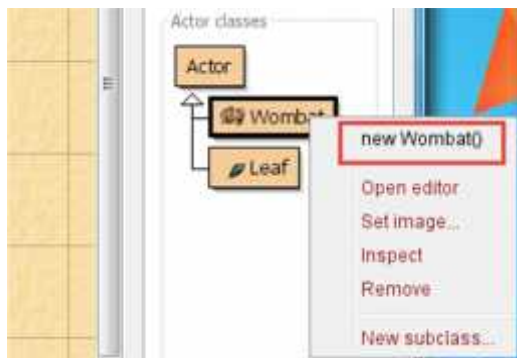 Actor classes
Actor
Wombat
Leaf
new Wombat()
Open editor
Set image...
Inspect
Remove
New subclass...